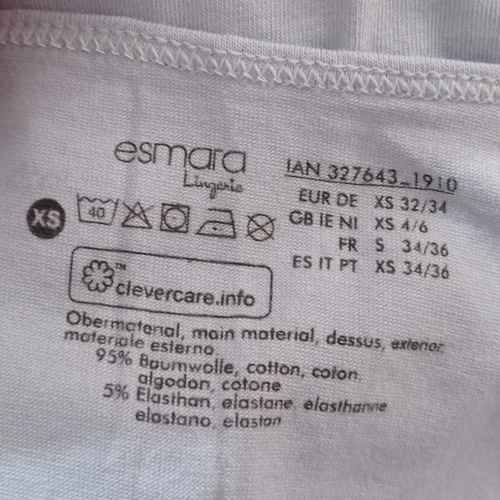 esmara
Lingerie
IAN 327643_1910
EUR DE XS 32/34
GB IE NI XS 4/6
FR S 34/36
ES IT PT XS 34/36
XS
40
clevercare.info™
Obermaterial, main material, dessus, exterior,
materiale esterno
95% Baumwolle, cotton, coton,
algodon, cotone
5% Elasthan, elastane, elasthanne
elastano, elaston